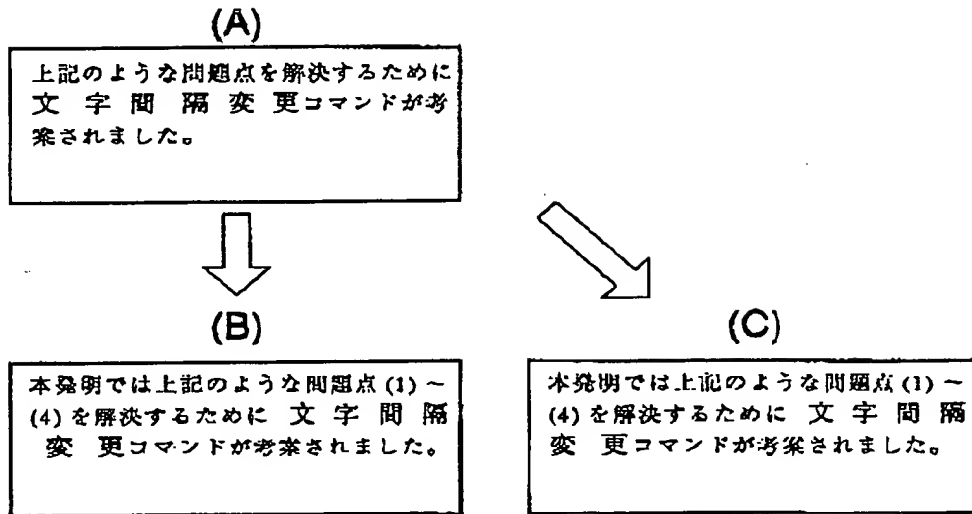 (A)
上記のような問題点を解決するために
文 字 間 隔 変 更コマンドが考
案されました。
(B)
本発明では上記のような問題点(1)~
(4)を解決するために 文 字 間 隔
変 更コマンドが考案されました。
(C)
本発明では上記のような問題点(1)~
(4)を解決するために 文 字 間 隔
変 更コマンドが考案されました。